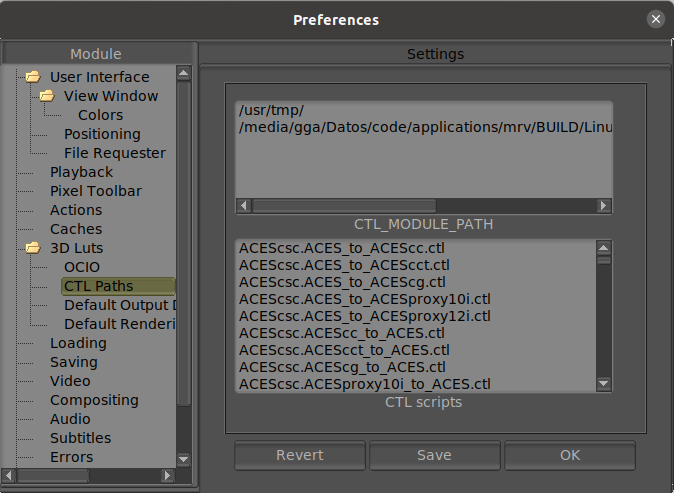 Preferences
Module
User Interface
View Window
Colors
Positioning
File Requester
Playback
Pixel Toolbar
Actions
Caches
3D Luts
OCIO
CTL Paths
Default Output D
Default Renderi
Loading
Saving
Video
Compositing
Audio
Subtitles
Errors
Settings
/usr/tmp/
/media/gga/Datos/code/applications/mrv/BUILD/Linu
CTL_MODULE_PATH
ACEScsc.ACES_to_ACEScc.ctl
ACEScsc.ACES_to_ACEScct.ctl
ACEScsc.ACES_to_ACEScg.ctl
ACEScsc.ACES_to_ACESproxy10i.ctl
ACEScsc.ACES_to_ACESproxy12i.ctl
ACEScsc.ACEScc_to_ACES.ctl
ACEScsc.ACEScct_to_ACES.ctl
ACEScsc.ACEScg_to_ACES.ctl
ACEScsc.ACESproxy10i_to_ACES.ctl
CTL scripts
Revert
Save
OK